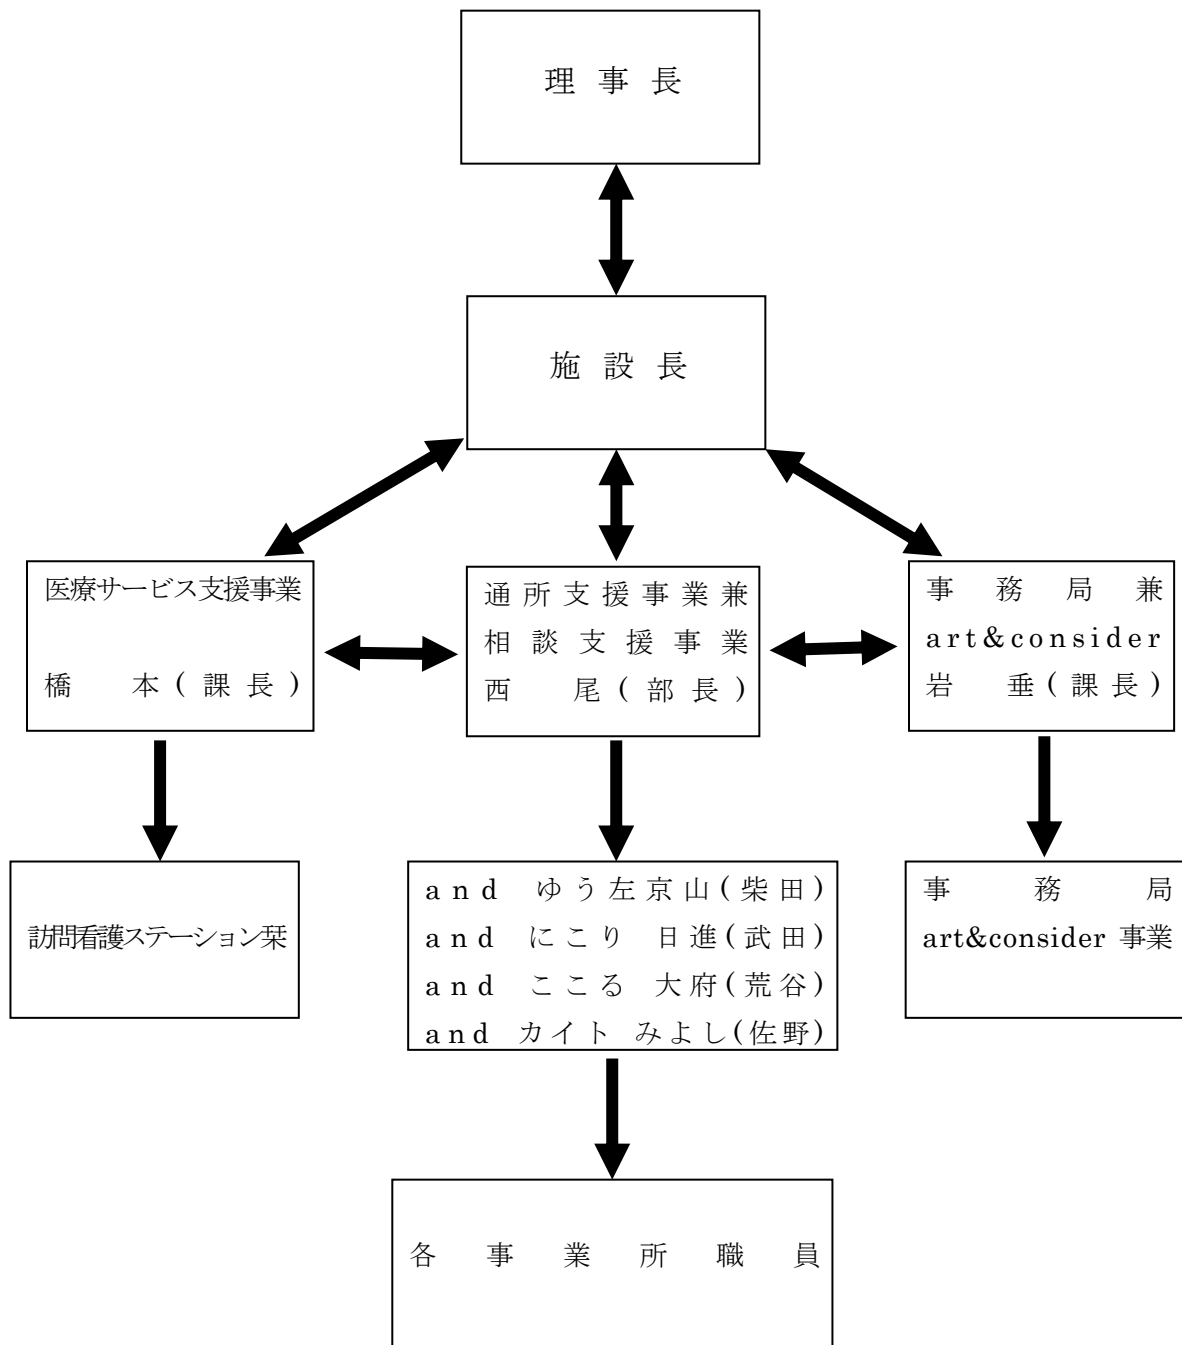 理事長
施設長
医療サービス支援事業
橋　本(課長)
通所支援事業兼
相談支援事業
西　尾(部長)
事務局兼
art&consider
岩　垂(課長)
訪問看護ステーション栞
and ゆう左京山(柴田)
and にこり 日進(武田)
and ここる 大府(荒谷)
and カイト みよし(佐野)
事務局
art&consider 事業
各事業所職員